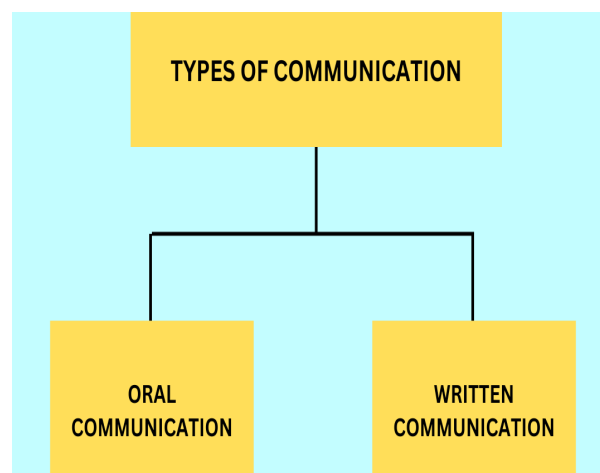 TYPES OF COMMUNICATION
ORAL
COMMUNICATION
WRITTEN
COMMUNICATION